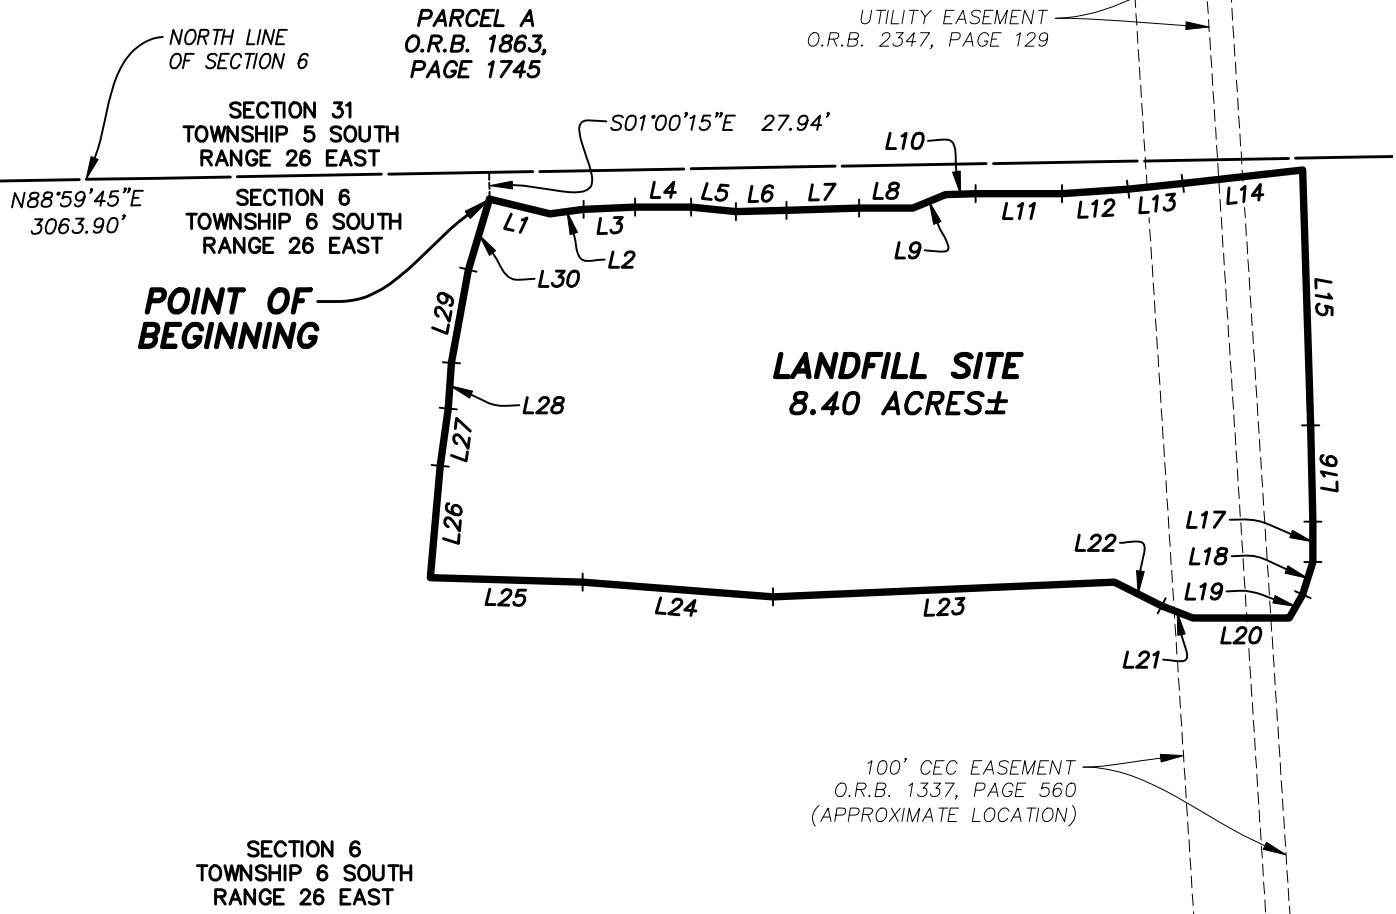 PARCEL A
O.R.B. 1863,
PAGE 1745
UTILITY EASEMENT
O.R.B. 2347, PAGE 129
NORTH LINE
OF SECTION 6
SECTION 31
TOWNSHIP 5 SOUTH
RANGE 26 EAST
S01°00'15"E 27.94'
N88°59'45"E
3063.90'
SECTION 6
TOWNSHIP 6 SOUTH
RANGE 26 EAST
POINT OF
BEGINNING
L1
L2
L3
L4
L5
L6
L7
L8
L9
L10
L11
L12
L13
L14
L15
L16
L17
L18
L19
L20
L21
L22
L23
L24
L25
L26
L27
L28
L29
L30
LANDFILL SITE
8.40 ACRES±
100' CEC EASEMENT
O.R.B. 1337, PAGE 560
(APPROXIMATE LOCATION)
SECTION 6
TOWNSHIP 6 SOUTH
RANGE 26 EAST